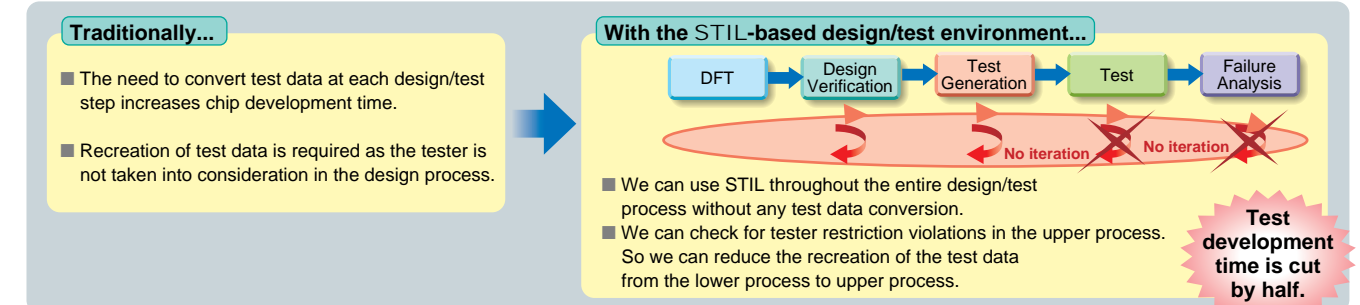 Traditionally...
■ The need to convert test data at each design/test
step increases chip development time.
■ Recreation of test data is required as the tester is
not taken into consideration in the design process.
With the STIL-based design/test environment...
DFT
Design
Verification
Test
Generation
Test
Failure
Analysis
No iteration
No iteration
■ We can use STIL throughout the entire design/test
process without any test data conversion.
■ We can check for tester restriction violations in the upper process.
So we can reduce the recreation of the test data
from the lower process to upper process.
Test
development
time is cut
by half.